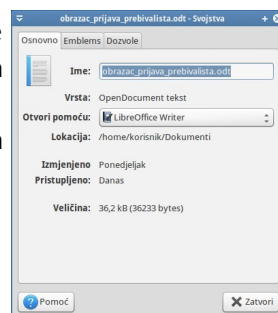 obrazac_prijava_prebivalista.odt - Svojstva
Osnovno Emblems Dozvole
Ime: obrazac_prijava_prebivalista.odt
Vrsta: OpenDocument tekst
Otvori pomoću: LibreOffice Writer
Lokacija: /home/korisnik/Dokumenti
Izmjenjeno Ponedjeljak
Pristupljeno: Danas
Veličina: 36,2 kB (36233 bytes)
Pomoć Zatvori